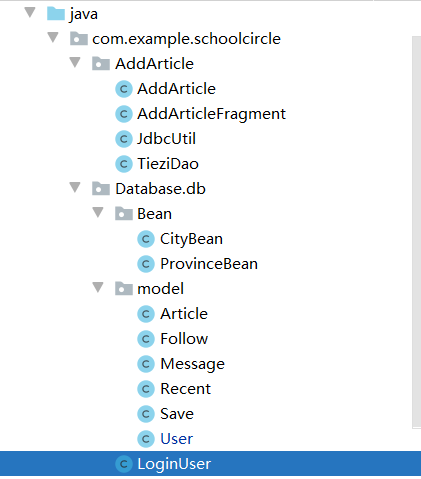 java
com.example.schoolcircle
AddArticle
C AddArticle
C AddArticleFragment
C JdbcUtil
C TieziDao
Database.db
Bean
C CityBean
C ProvinceBean
model
C Article
C Follow
C Message
C Recent
C Save
C User
C LoginUser